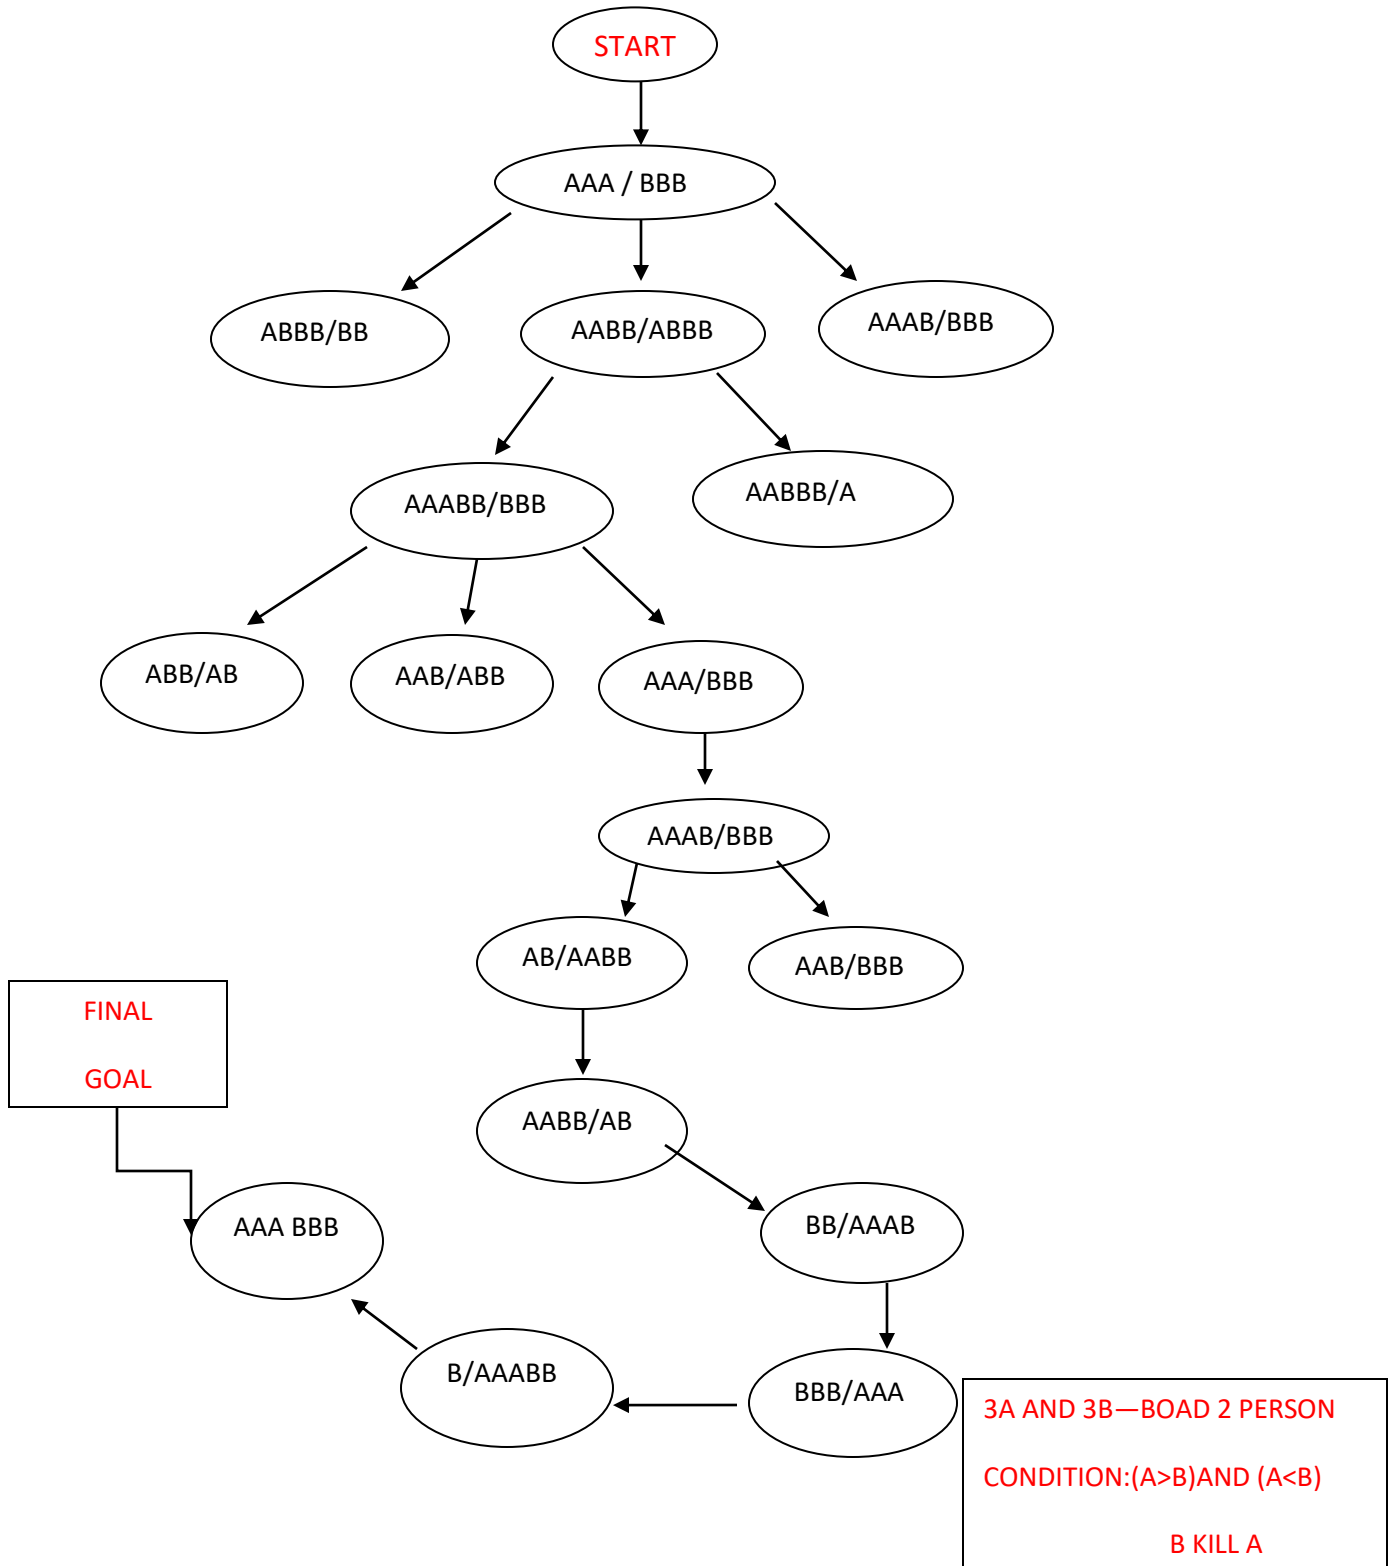 START
AAA / BBB
ABBB/BB
AABB/ABBB
AAAB/BBB
AAABB/BBB
AABBB/A
ABB/AB
AAB/ABB
AAA/BBB
AAAB/BBB
AB/AABB
AAB/BBB
FINAL
GOAL
AABB/AB
AAA BBB
BB/AAAB
B/AAABB
BBB/AAA
3A AND 3B—BOAD 2 PERSON
CONDITION:(A>B)AND (A<B)
B KILL A